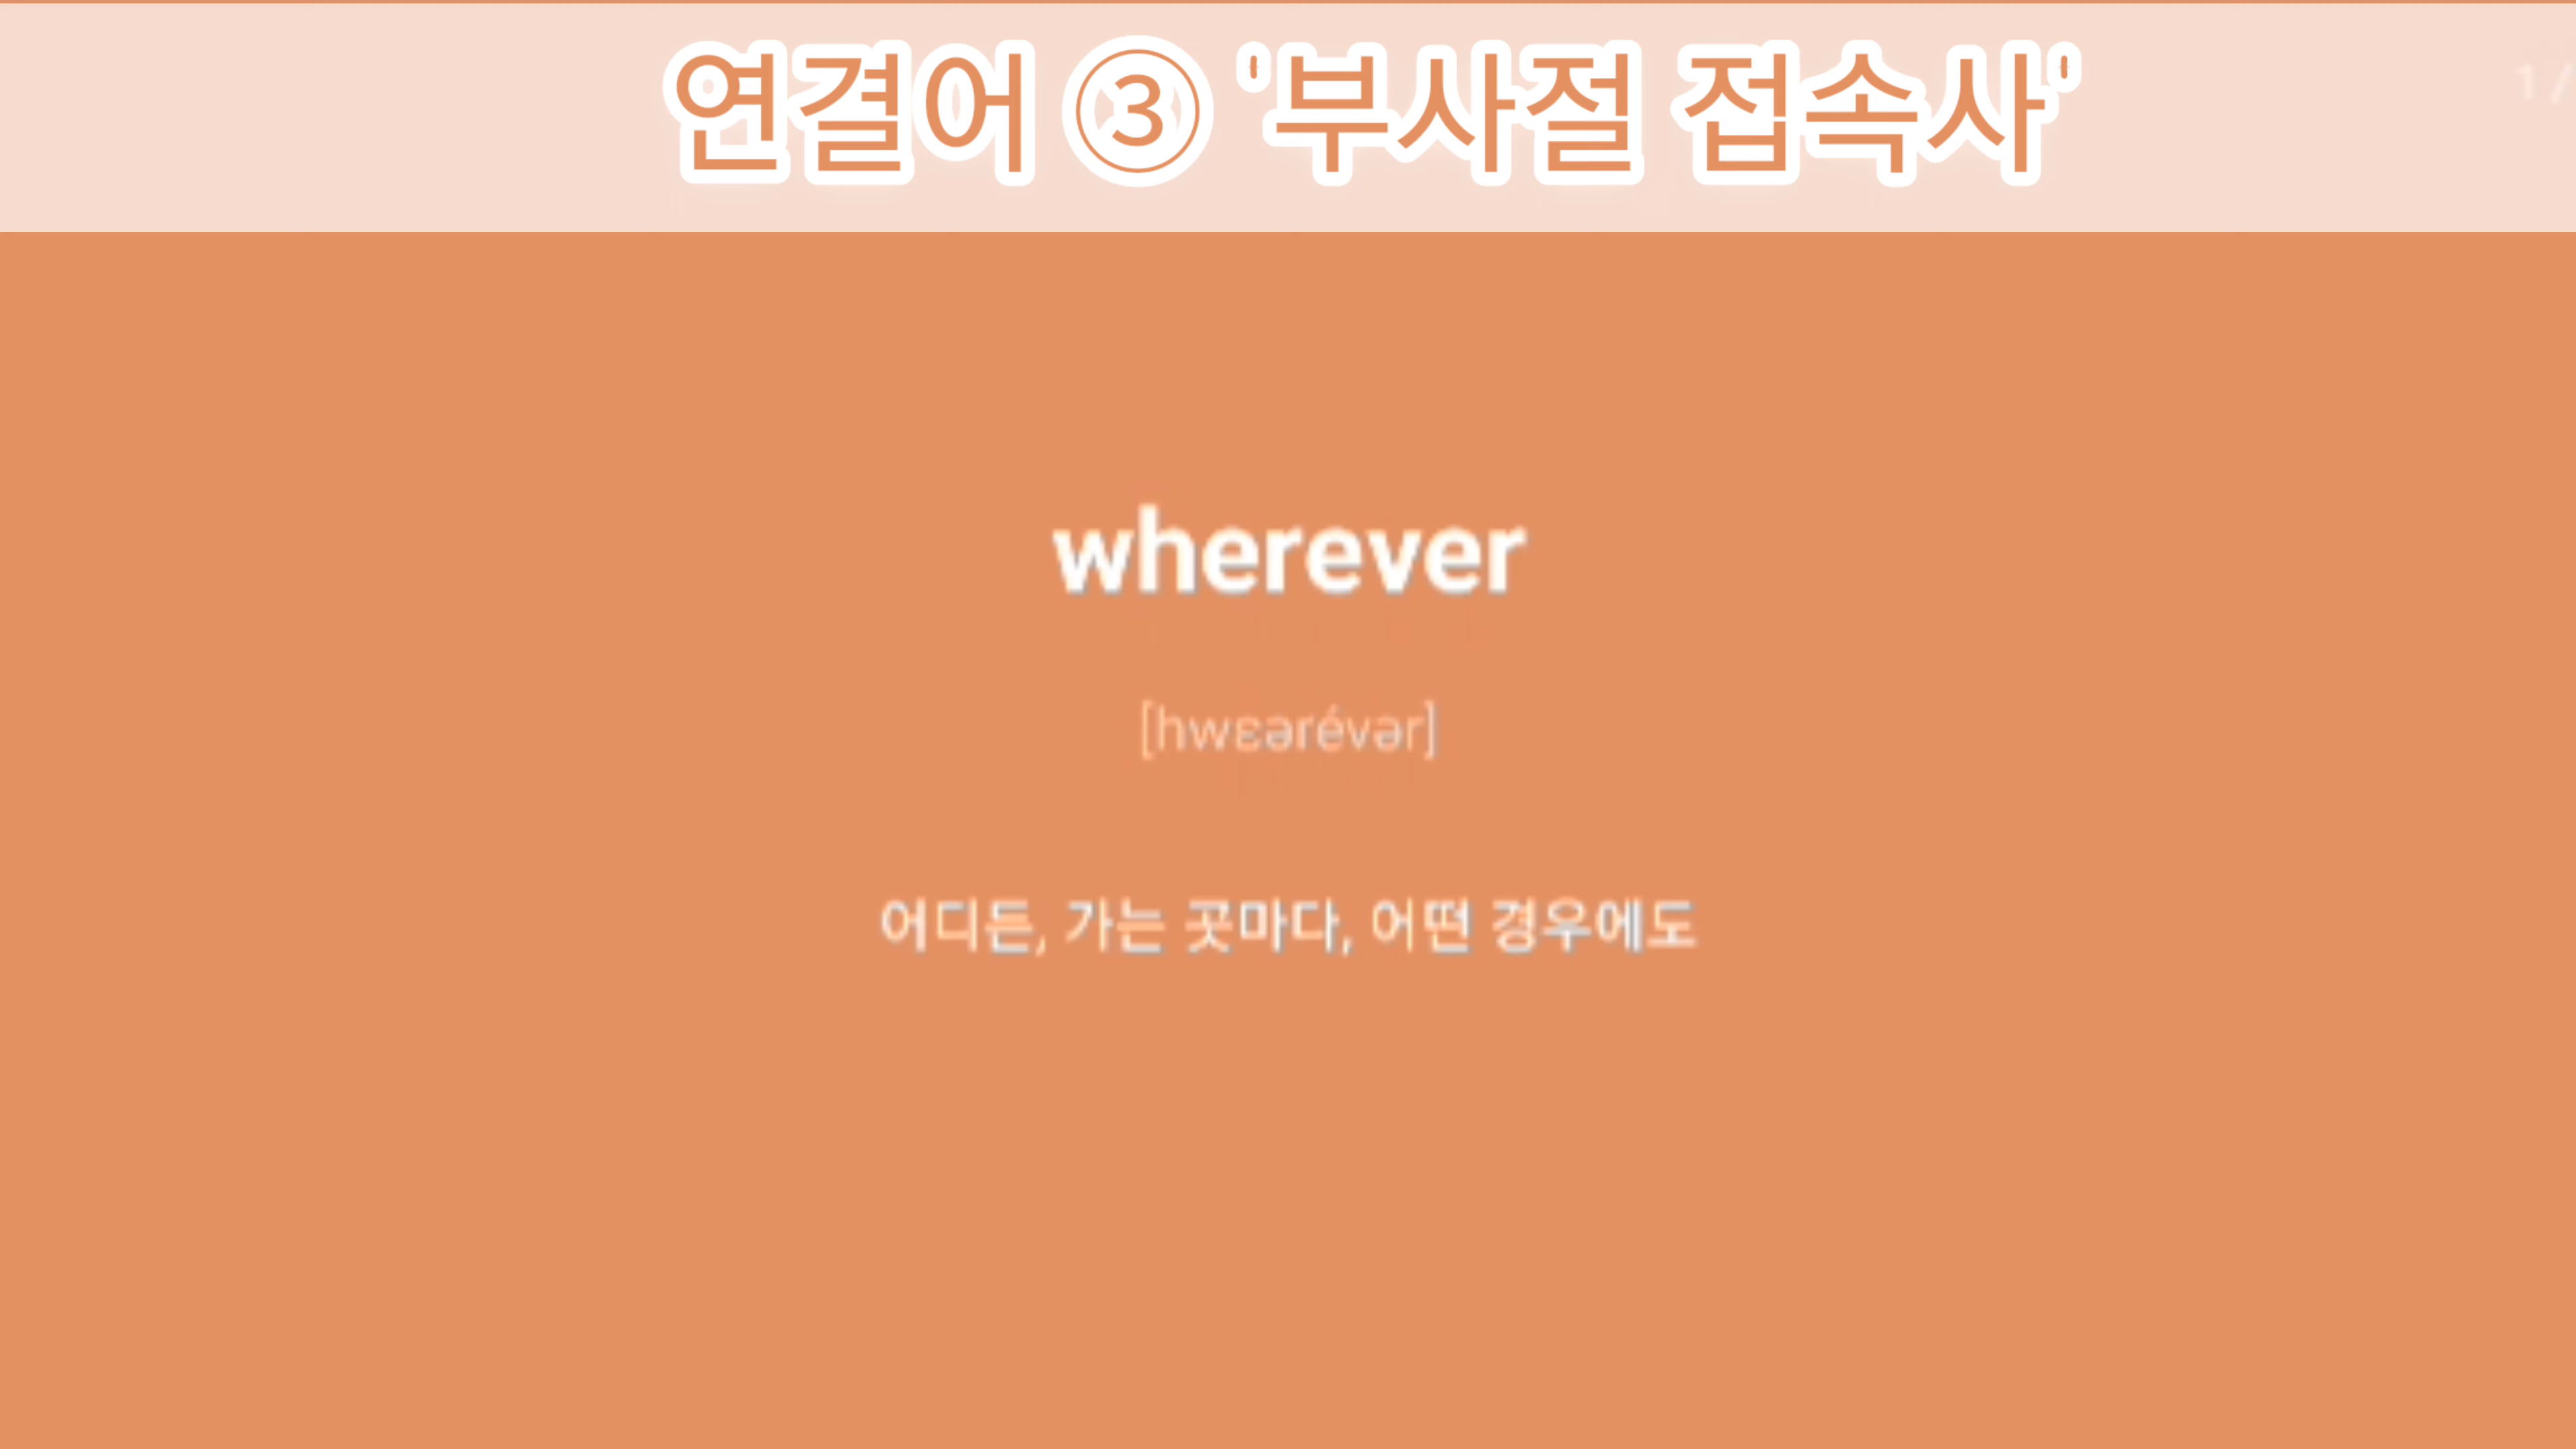 연결어 ③ '부사절 접속사'
1 /
wherever
[hwɛərévər]
어디든, 가는 곳마다, 어떤 경우에도